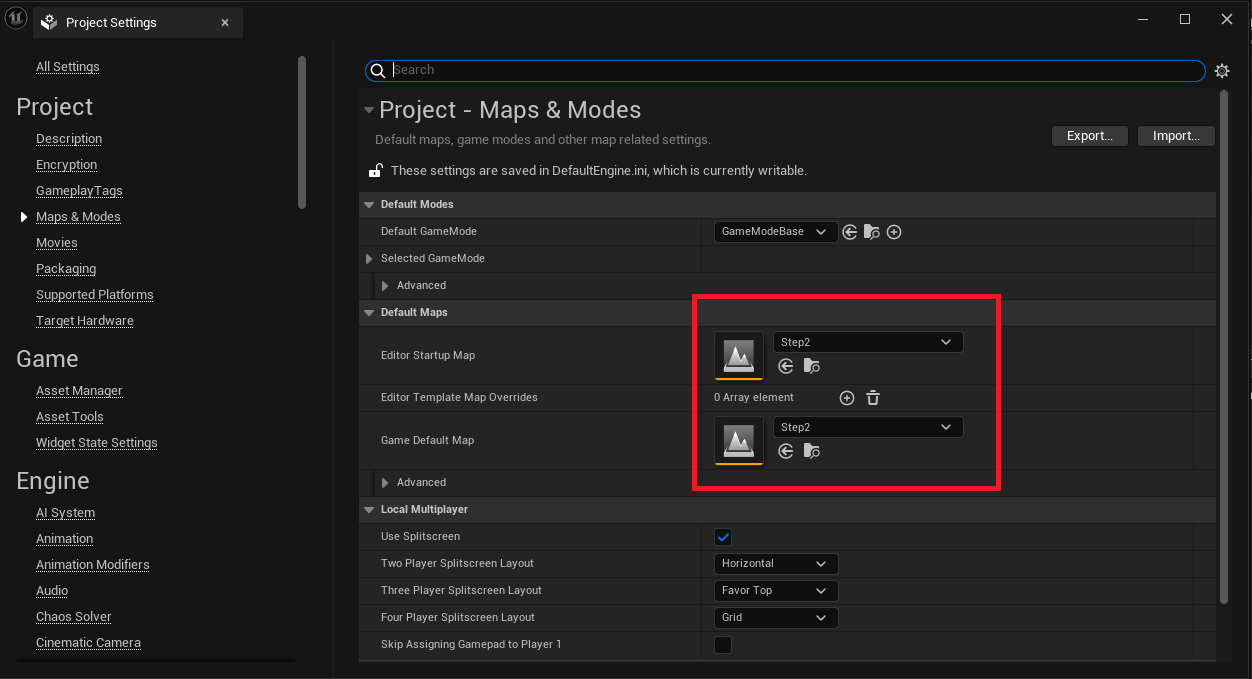 Project Settings
All Settings
Project
Description
Encryption
GameplayTags
Maps & Modes
Movies
Packaging
Supported Platforms
Target Hardware
Game
Asset Manager
Asset Tools
Widget State Settings
Engine
AI System
Animation
Animation Modifiers
Audio
Chaos Solver
Cinematic Camera
Search
Project - Maps & Modes
Default maps, game modes and other map related settings.
Export...
Import...
These settings are saved in DefaultEngine.ini, which is currently writable.
Default Modes
Default GameMode
GameModeBase
Selected GameMode
Advanced
Default Maps
Editor Startup Map
Step2
Editor Template Map Overrides
0 Array element
Game Default Map
Step2
Advanced
Local Multiplayer
Use Splitscreen
Two Player Splitscreen Layout
Horizontal
Three Player Splitscreen Layout
Favor Top
Four Player Splitscreen Layout
Grid
Skip Assigning Gamepad to Player 1